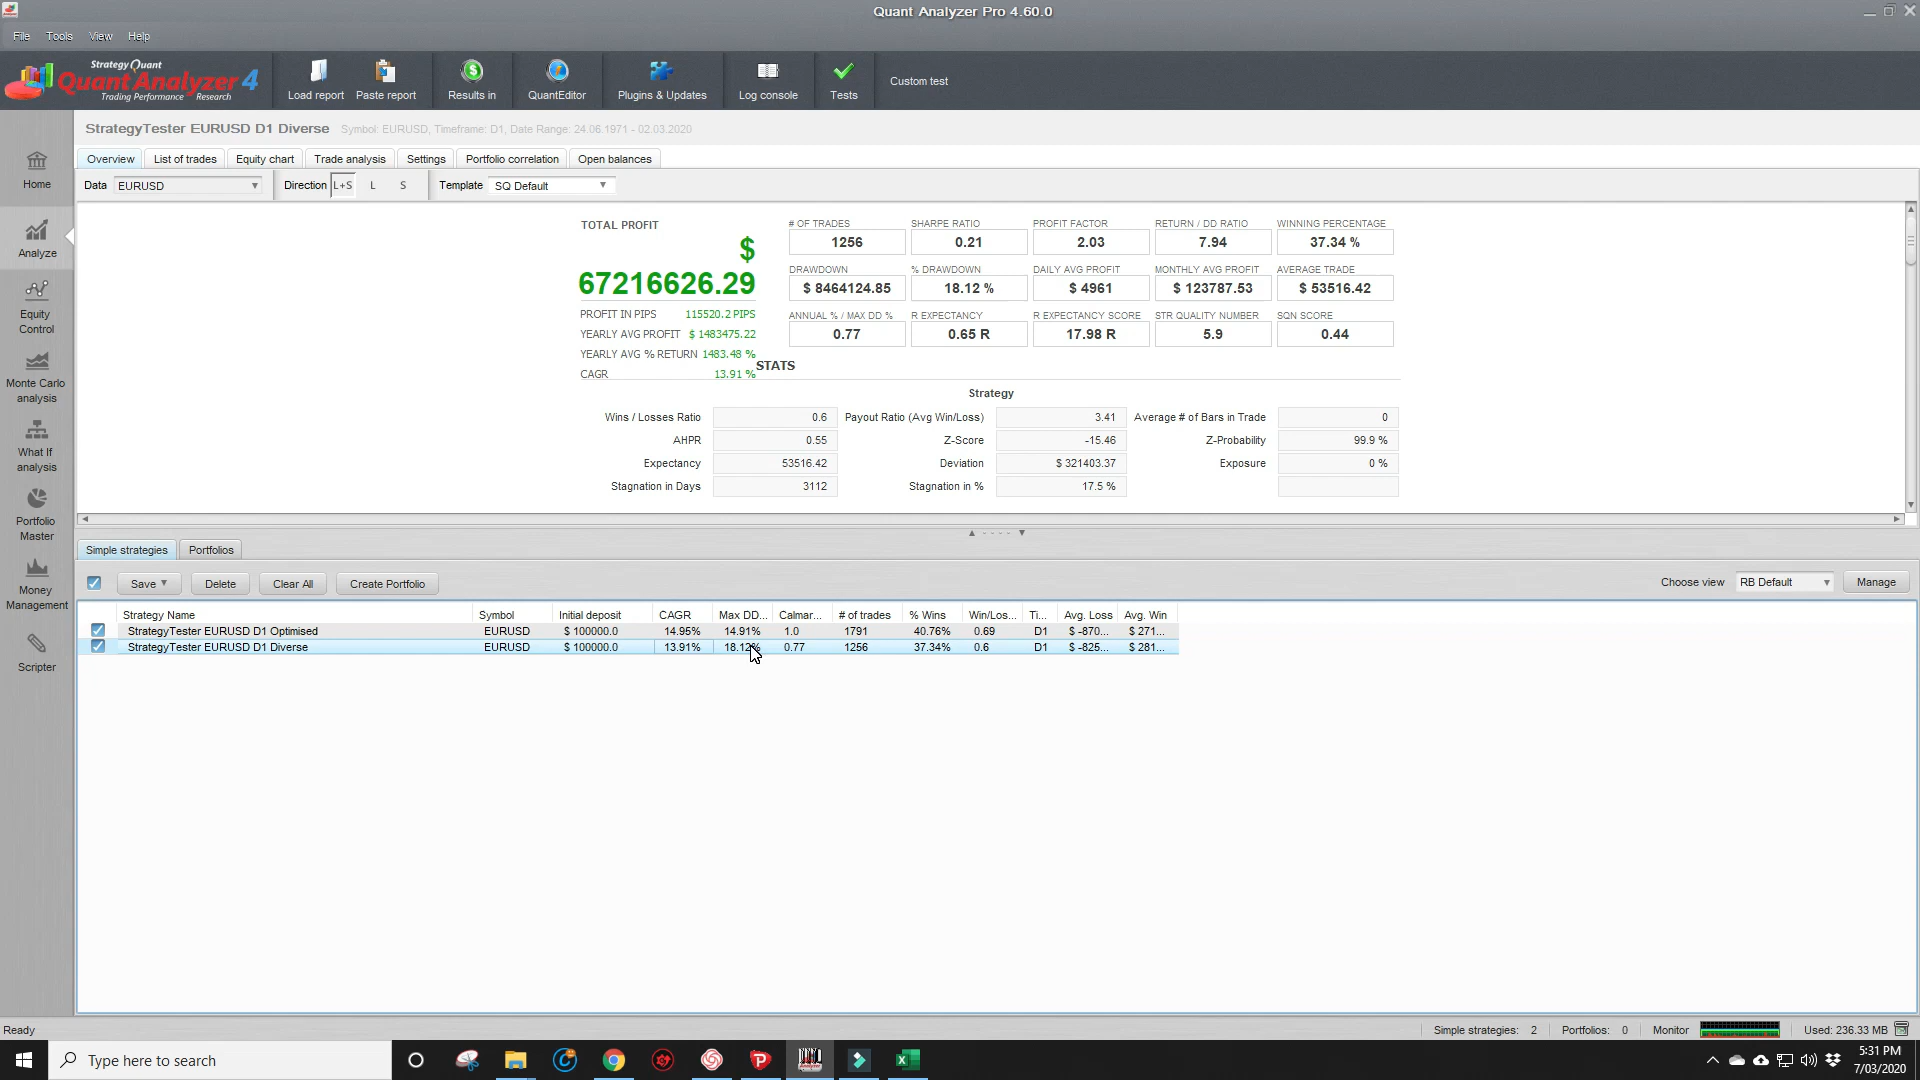 Quant Analyzer Pro 4.60.0
File Tools View Help
StrategyQuant
QuantAnalyzer 4
Trading Performance Research
Load report Paste report Results in QuantEditor Plugins & Updates Log console Tests Custom test
StrategyTester EURUSD D1 Diverse Symbol: EURUSD, Timeframe: D1, Date Range: 24.06.1971 - 02.03.2020
Overview List of trades Equity chart Trade analysis Settings Portfolio correlation Open balances
Data EURUSD Direction L+S L S Template SQ Default
Home
Analyze
Equity
Control
Monte Carlo
analysis
What If
analysis
Portfolio
Master
Money
Management
Scripter
TOTAL PROFIT
$
67216626.29
PROFIT IN PIPS 115520.2 PIPS
YEARLY AVG PROFIT $ 1483475.22
YEARLY AVG % RETURN 1483.48 %
CAGR 13.91 %
# OF TRADES SHARPE RATIO PROFIT FACTOR RETURN / DD RATIO WINNING PERCENTAGE
1256 0.21 2.03 7.94 37.34 %
DRAWDOWN % DRAWDOWN DAILY AVG PROFIT MONTHLY AVG PROFIT AVERAGE TRADE
$ 8464124.85 18.12 % $ 4961 $ 123787.53 $ 53516.42
ANNUAL % / MAX DD % R EXPECTANCY R EXPECTANCY SCORE STR QUALITY NUMBER SQN SCORE
0.77 0.65 R 17.98 R 5.9 0.44
STATS
Strategy
Wins / Losses Ratio 0.6 Payout Ratio (Avg Win/Loss) 3.41 Average # of Bars in Trade 0
AHPR 0.55 Z-Score -15.46 Z-Probability 99.9 %
Expectancy 53516.42 Deviation $ 321403.37 Exposure 0 %
Stagnation in Days 3112 Stagnation in % 17.5 %
Simple strategies Portfolios
Save Delete Clear All Create Portfolio Choose view RB Default Manage
Strategy Name Symbol Initial deposit CAGR Max DD... Calmar... # of trades % Wins Win/Los... Ti... Avg. Loss Avg. Win
StrategyTester EURUSD D1 Optimised EURUSD $ 100000.0 14.95% 14.91% 1.0 1791 40.76% 0.69 D1 $ -870... $ 271...
StrategyTester EURUSD D1 Diverse EURUSD $ 100000.0 13.91% 18.12% 0.77 1256 37.34% 0.6 D1 $ -825... $ 281...
Ready Simple strategies: 2 Portfolios: 0 Monitor Used: 236.33 MB
Type here to search
5:31 PM
7/03/2020